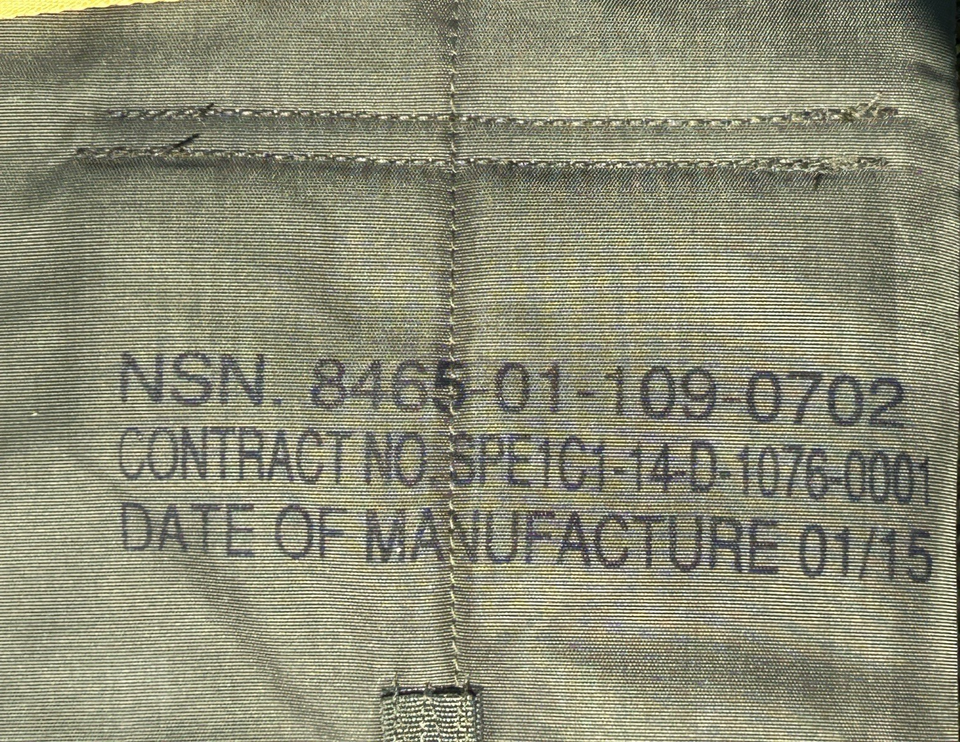 NSN. 8465-01-109-0702
CONTRACT NO. SPE1C1-14-D-1076-0001
DATE OF MANUFACTURE 01/15